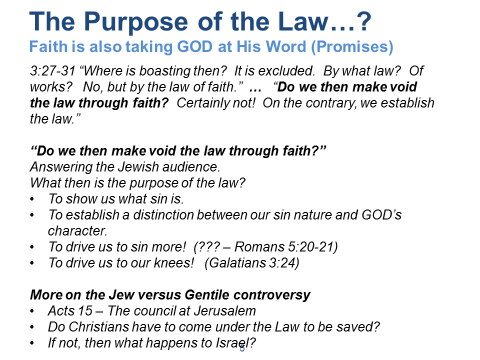 The Purpose of the Law…?
Faith is also taking GOD at His Word (Promises)
3:27-31 “Where is boasting then?  It is excluded.  By what law?  Of
works?   No, but by the law of faith.”  …   “Do we then make void
the law through faith?  Certainly not!  On the contrary, we establish
the law.”
“Do we then make void the law through faith?”
Answering the Jewish audience.
What then is the purpose of the law?
• To show us what sin is.
• To establish a distinction between our sin nature and GOD’s
character.
• To drive us to sin more!  (??? – Romans 5:20-21)
• To drive us to our knees!   (Galatians 3:24)
More on the Jew versus Gentile controversy
• Acts 15 – The council at Jerusalem
• Do Christians have to come under the Law to be saved?
• If not, then what happens to Israel?